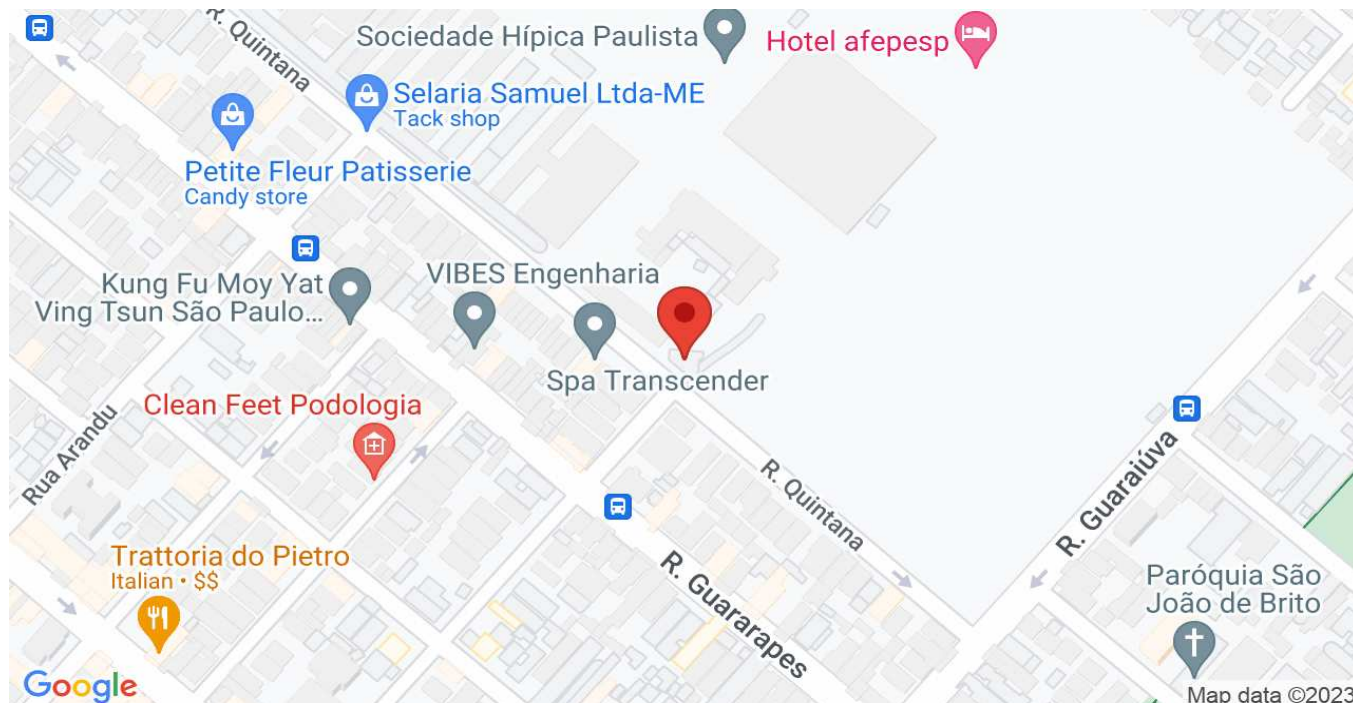 R. Quintana
Sociedade Hípica Paulista
Hotel afepesp
Selaria Samuel Ltda-ME
Tack shop
Petite Fleur Patisserie
Candy store
Kung Fu Moy Yat
Ving Tsun São Paulo...
VIBES Engenharia
Spa Transcender
Clean Feet Podologia
Rua Arandu
R. Quintana
R. Guaraiúva
Trattoria do Pietro
Italian • $$
R. Guararapes
Paróquia São
João de Brito
Google
Map data ©2023